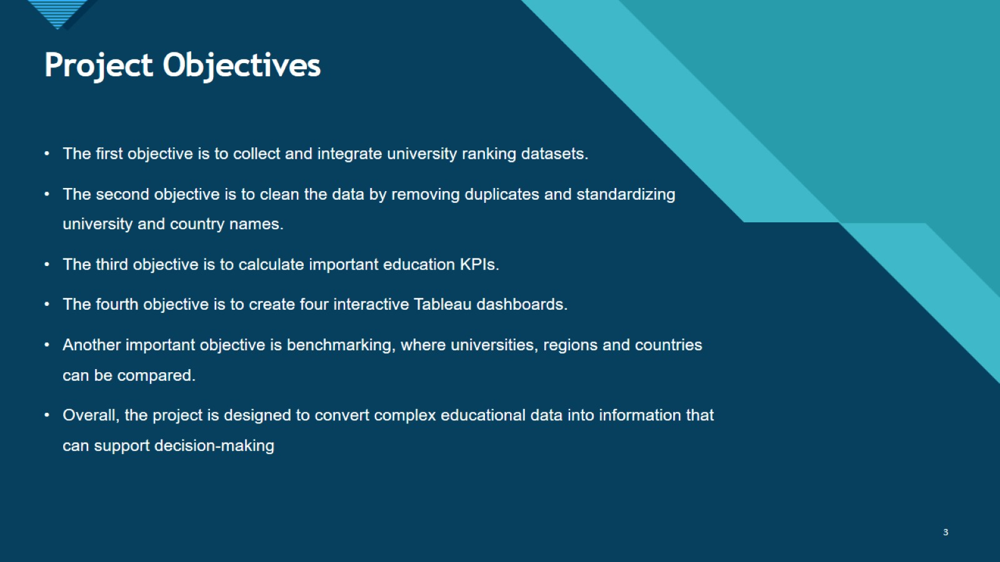 Project Objectives
• The first objective is to collect and integrate university ranking datasets.
• The second objective is to clean the data by removing duplicates and standardizing
university and country names.
• The third objective is to calculate important education KPIs.
• The fourth objective is to create four interactive Tableau dashboards.
• Another important objective is benchmarking, where universities, regions and countries
can be compared.
• Overall, the project is designed to convert complex educational data into information that
can support decision-making
3